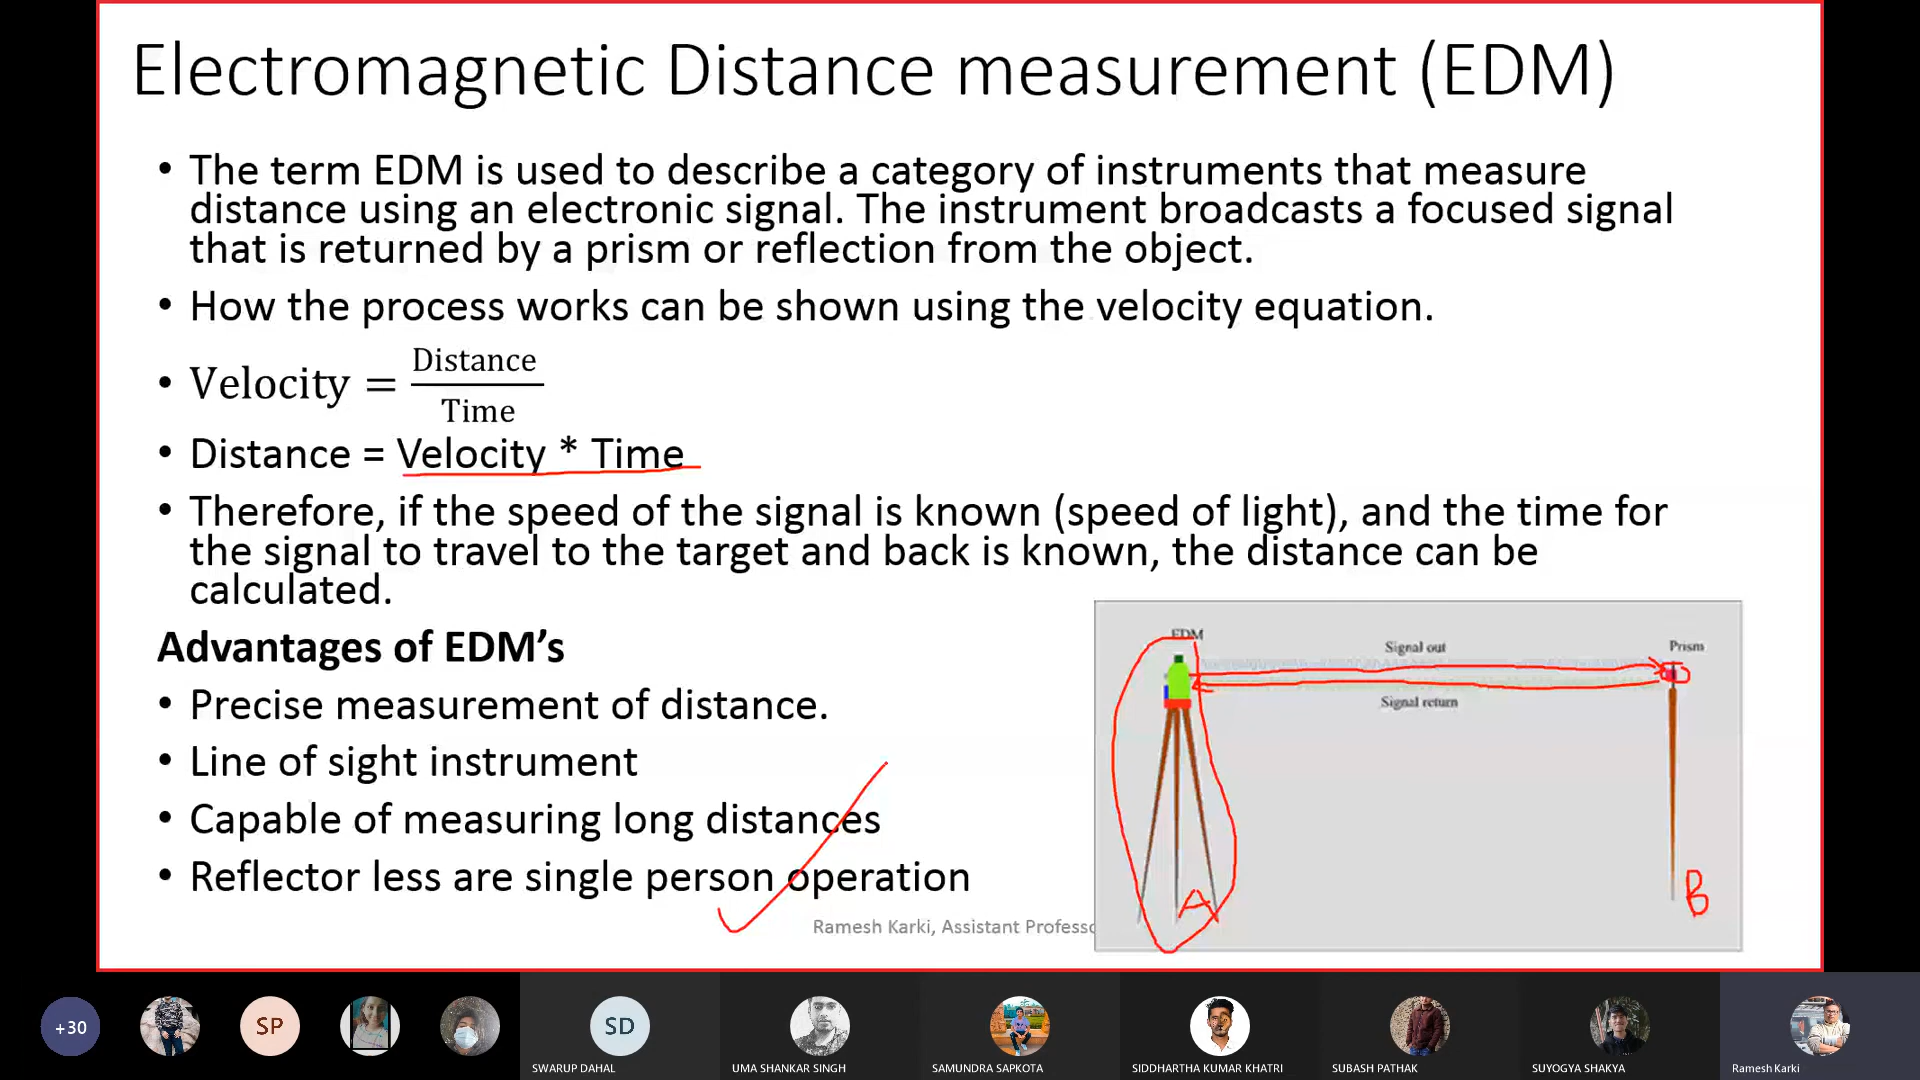 Electromagnetic Distance measurement (EDM)
• The term EDM is used to describe a category of instruments that measure
distance using an electronic signal. The instrument broadcasts a focused signal
that is returned by a prism or reflection from the object.
• How the process works can be shown using the velocity equation.
• Velocity = Distance / Time
• Distance = Velocity * Time
• Therefore, if the speed of the signal is known (speed of light), and the time for
the signal to travel to the target and back is known, the distance can be
calculated.
Advantages of EDM’s
• Precise measurement of distance.
• Line of sight instrument
• Capable of measuring long distances
• Reflector less are single person operation
Ramesh Karki, Assistant
EDM
Signal out
Prism
Signal return
A
B
+30
SP
SD
SWARUP DAHAL
UMA SHANKAR SINGH
SAMUNDRA SAPKOTA
SIDDHARTHA KUMAR KHATRI
SUBASH PATHAK
SUYOGYA SHAKYA
Ramesh Karki